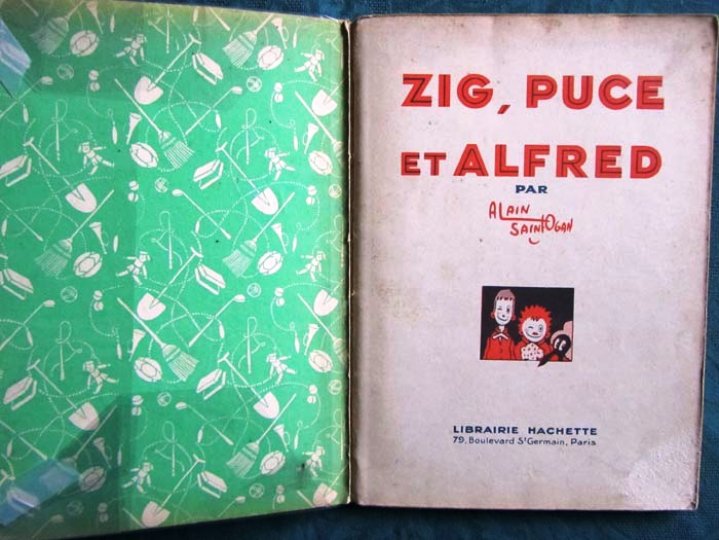 ZIG, PUCE
ET ALFRED
PAR
ALAIN
SAINT-OGAN
LIBRAIRIE HACHETTE
79, Boulevard St Germain, Paris